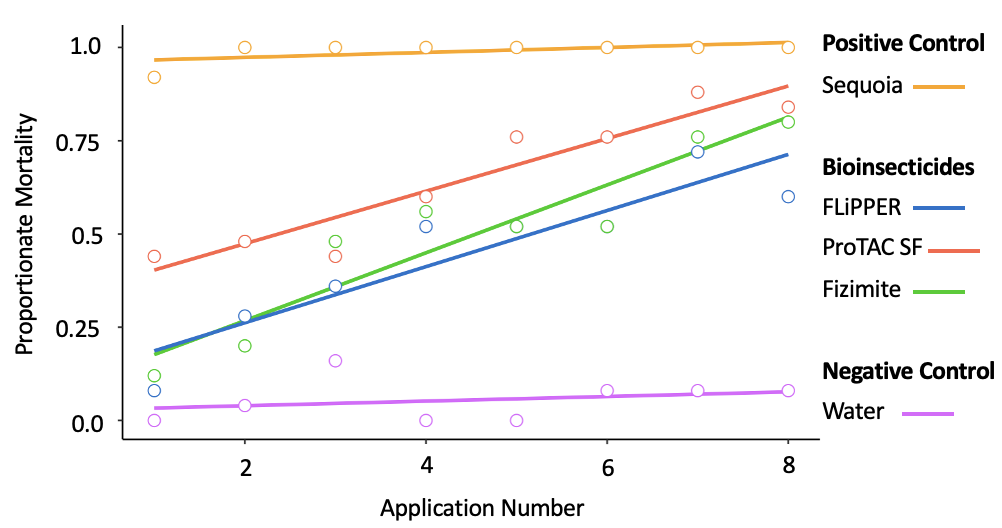 Proportionate Mortality
1.0
0.75
0.5
0.25
0.0
2
4
6
8
Application Number
Positive Control
Sequoia
Bioinsecticides
FLiPPER
ProTAC SF
Fizimite
Negative Control
Water